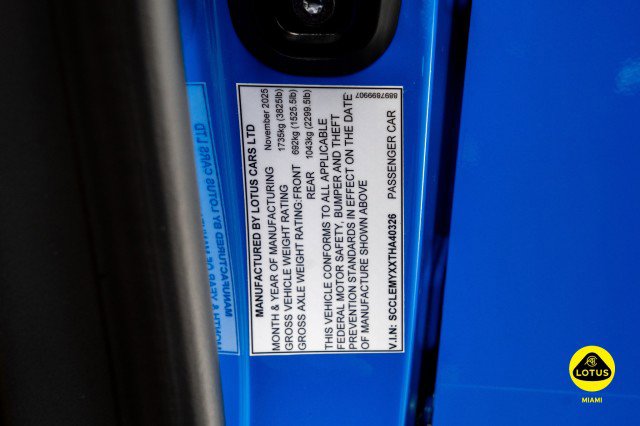 MANUFACTURED BY LOTUS CARS LTD
MONTH & YEAR OF MANUFACTURING November 2025
GROSS VEHICLE WEIGHT RATING 1735kg (3825lb)
GROSS AXLE WEIGHT RATING:FRONT 692kg (1525.5lb)
REAR 1043kg (2299.5lb)
THIS VEHICLE CONFORMS TO ALL APPLICABLE
FEDERAL MOTOR SAFETY, BUMPER AND THEFT
PREVENTION STANDARDS IN EFFECT ON THE DATE
OF MANUFACTURE SHOWN ABOVE
V.I.N: SCCLEMYXXTHA40326 PASSENGER CAR
8897899907
LOTUS
MIAMI